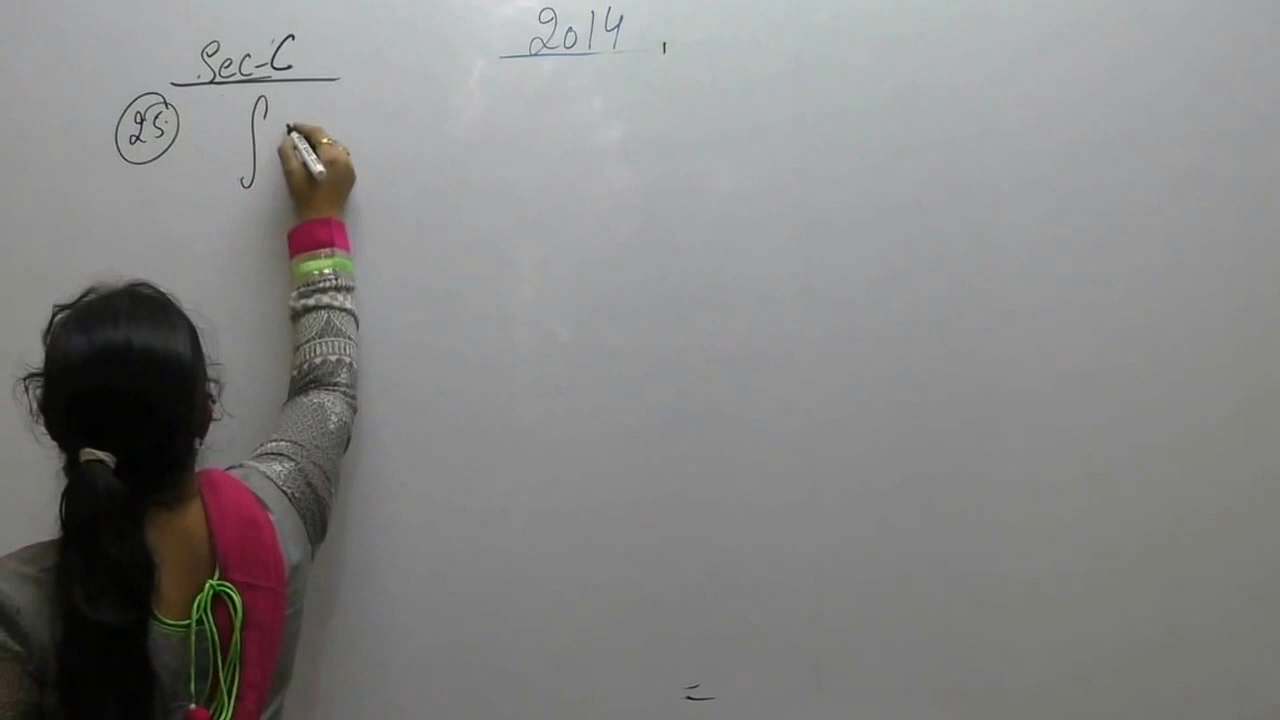 2014
Sec-C
25.
∫
=